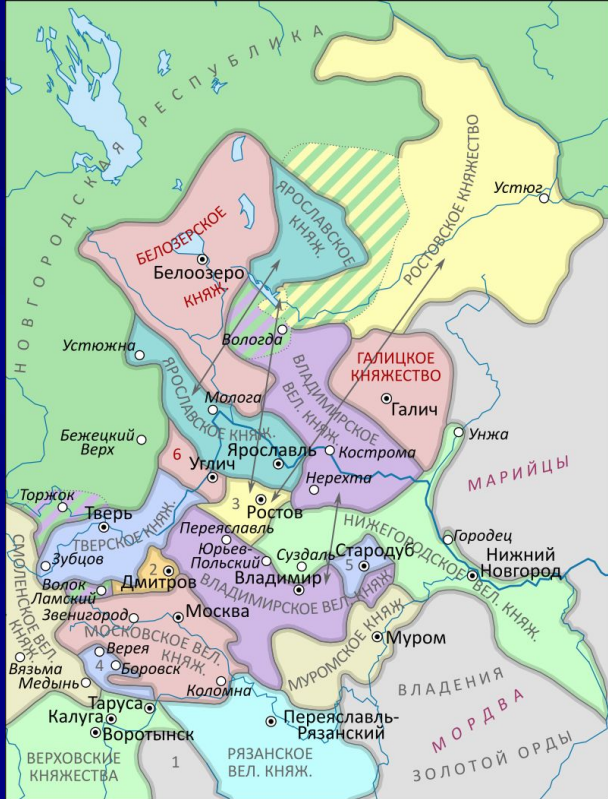 НОВГОРОДСКАЯ РЕСПУБЛИКА
РОСТОВСКОЕ КНЯЖЕСТВО
Устюг
ЯРОСЛАВСКОЕ
КНЯЖ.
БЕЛОЗЕРСКОЕ
КНЯЖ.
Белоозеро
Вологда
Устюжна
ГАЛИЦКОЕ
КНЯЖЕСТВО
Галич
ВЛАДИМИРСКОЕ
ВЕЛ. КНЯЖ.
ЯРОСЛАВСКОЕ КНЯЖ.
Молога
Бежецкий
Верх
6
Углич
Ярославль
Кострома
Унжа
МАРИЙЦЫ
Нерехта
Торжок
Тверь
ТВЕРСКОЕ КНЯЖ.
3
Ростов
Переяславль
Юрьев-
Польский
Суздаль
Стародуб
5
НИЖЕГОРОДСКОЕ ВЕЛ. КНЯЖ.
Городец
Нижний
Новгород
Зубцов
2
Дмитров
Владимир
ВЛАДИМИРСКОЕ ВЕЛ. КНЯЖ.
СМОЛЕНСКОЕ ВЕЛ.
КНЯЖ.
Волок
Ламский
Звенигород
Москва
МОСКОВСКОЕ ВЕЛ.
КНЯЖ.
Верея
4
Боровск
Вязьма
Медынь
Коломна
МУРОМСКОЕ КНЯЖ.
Муром
ВЛАДЕНИЯ
МОРДВА
ЗОЛОТОЙ ОРДЫ
Таруса
Калуга
Воротынск
Переяславль-
Рязанский
ВЕРХОВСКИЕ
КНЯЖЕСТВА
1
РЯЗАНСКОЕ
ВЕЛ. КНЯЖ.